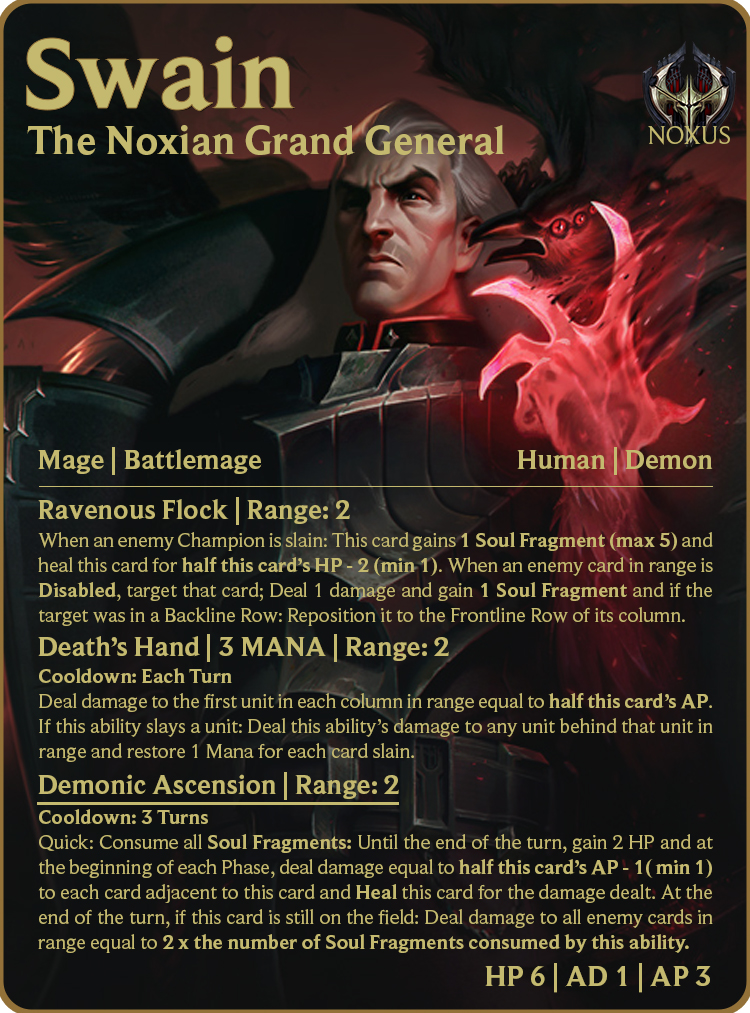 Swain
The Noxian Grand General
NOXUS
Mage | Battlemage
Human | Demon
Ravenous Flock | Range: 2
When an enemy Champion is slain: This card gains 1 Soul Fragment (max 5) and
heal this card for half this card's HP - 2 (min 1). When an enemy card in range is
Disabled, target that card; Deal 1 damage and gain 1 Soul Fragment and if the
target was in a Backline Row: Reposition it to the Frontline Row of its column.
Death's Hand | 3 MANA | Range: 2
Cooldown: Each Turn
Deal damage to the first unit in each column in range equal to half this card's AP.
If this ability slays a unit: Deal this ability's damage to any unit behind that unit in
range and restore 1 Mana for each card slain.
Demonic Ascension | Range: 2
Cooldown: 3 Turns
Quick: Consume all Soul Fragments: Until the end of the turn, gain 2 HP and at
the beginning of each Phase, deal damage equal to half this card's AP - 1( min 1)
to each card adjacent to this card and Heal this card for the damage dealt. At the
end of the turn, if this card is still on the field: Deal damage to all enemy cards in
range equal to 2 x the number of Soul Fragments consumed by this ability.
HP 6 | AD 1 | AP 3